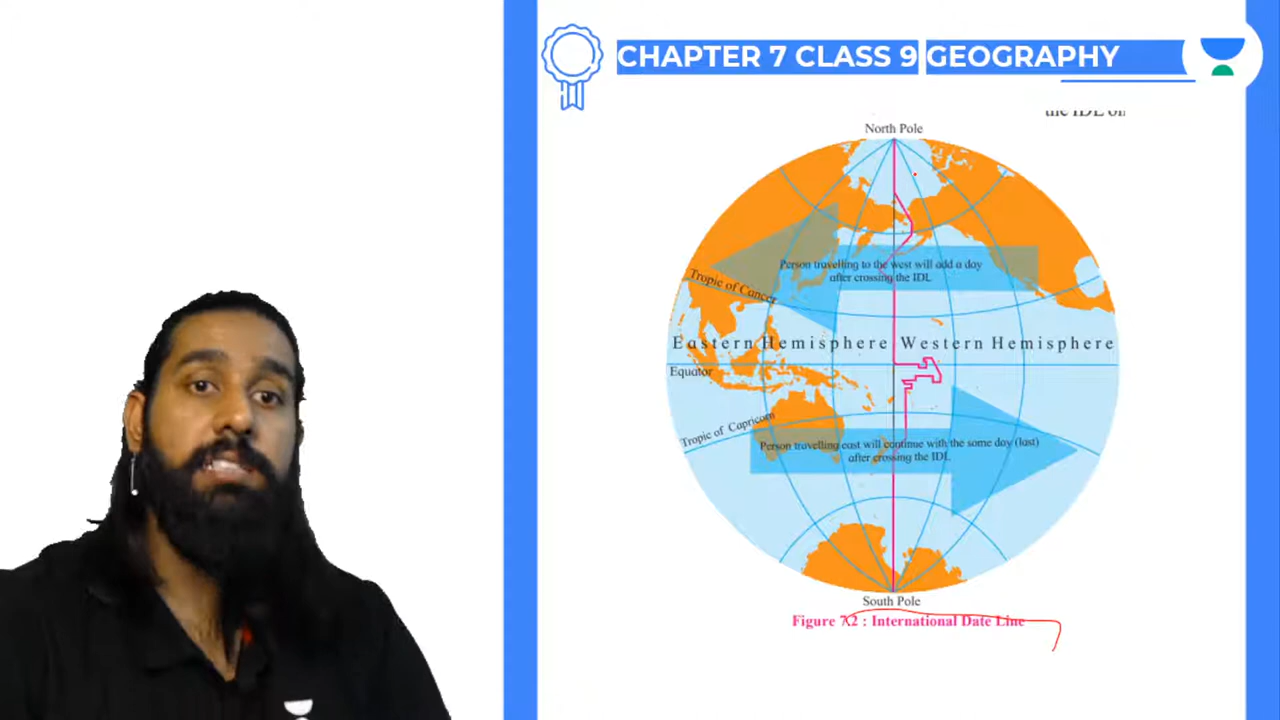 CHAPTER 7 CLASS 9 GEOGRAPHY
the IDL on
North Pole
Person travelling to the west will add a day
after crossing the IDL
Tropic of Cancer
Eastern Hemisphere Western Hemisphere
Equator
Tropic of Capricorn
Person travelling east will continue with the same day (last)
after crossing the IDL
South Pole
Figure 7.2 : International Date Line